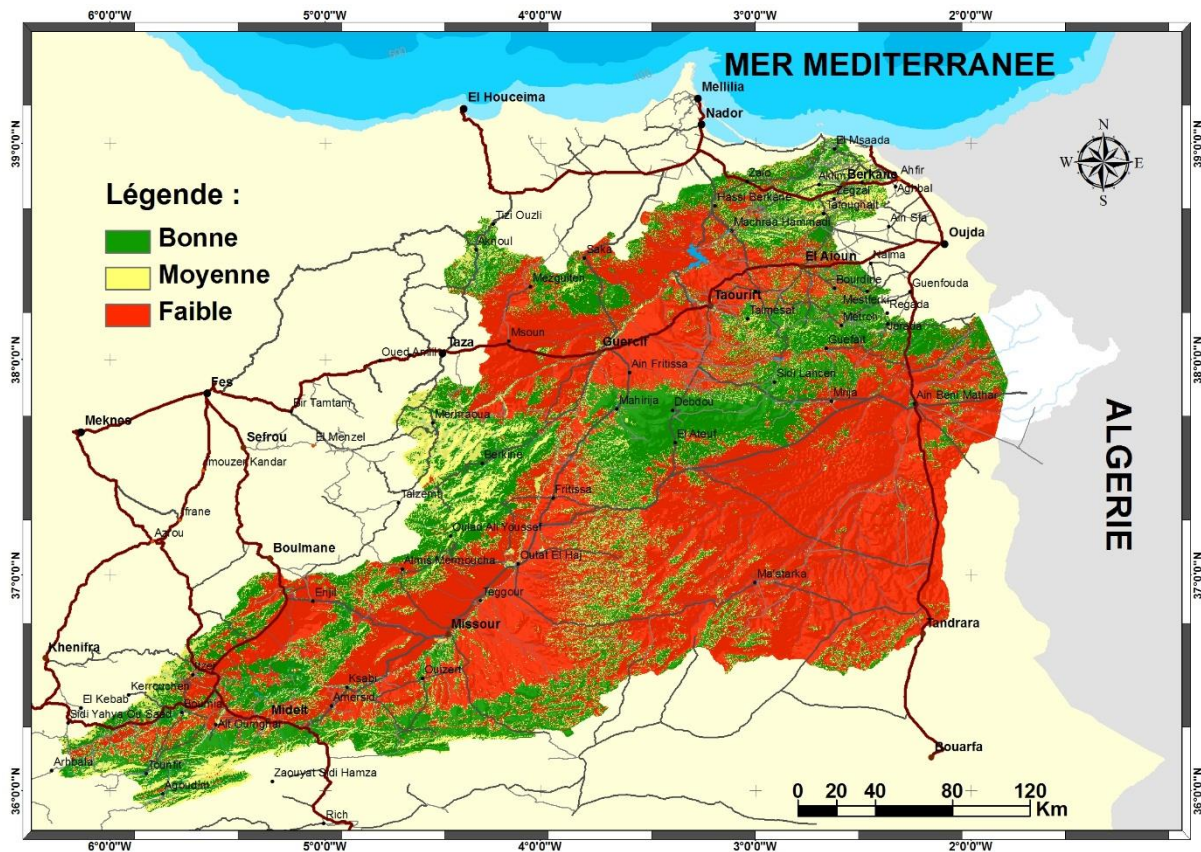 6°0'0"W 5°0'0"W 4°0'0"W 3°0'0"W 2°0'0"W
MER MEDITERRANEE
Mellilia
El Houceima
Nador
39°0'0"N
39°0'0"N
N
W E
S
El Msaada
Ahfir
Zaio
Aklim
Berkane
Aghbal
Zegzal
Légende :
Hassi Berkane
Tafoughalt
Tizi Ouzli
Ain Sfa
Machraa Hammadi
Bonne
Aknoul
Oujda
Saka
El Aioun
Naima
Moyenne
Mezguiten
Bourdine
Guenfouda
Faible
Taourirt
Mestferki
Regada
Talmesat
Metroh
Msoun
Guercif
Taza
Oued Amlil
Guefait
38°0'0"N
38°0'0"N
Ain Fritissa
Sidi Lahcen
Fes
Mahirija
Debdou
Mrija
Ain Beni Mathar
Bir Tamtam
Meknes
Merhraoua
Sefrou
El Menzel
El Ateuf
ALGERIE
mouzer Kandar
Berkine
Fritissa
Talzemt
frane
Azrou
Oulad Ali Youssef
Boulmane
Outat El Haj
Almis Mermoucha
37°0'0"N
37°0'0"N
Ma'atarka
Enjil
Teggour
Missour
Tandrara
Khenifra
Ouizert
Ksabi
Kerrouchen
El Kebab
Amersid
Boumia
Midelt
Sidi Yahya Ou Saad
Ait Oumghar
Bouarfa
Arhbala
Tounfit
Zaouyat Sidi Hamza
Agoudim
36°0'0"N
36°0'0"N
0 20 40 80 120
Km
Rich
6°0'0"W 5°0'0"W 4°0'0"W 3°0'0"W 2°0'0"W